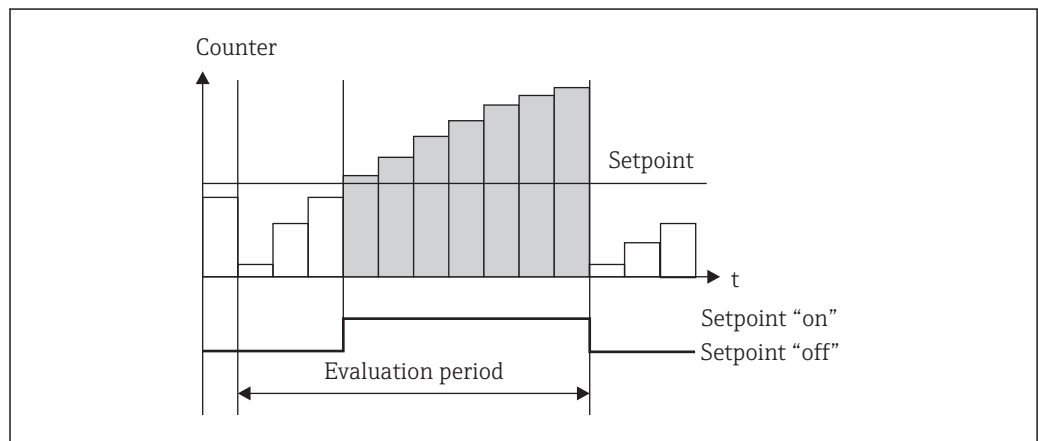 Counter
Setpoint
t
Setpoint “on”
Setpoint “off”
Evaluation period